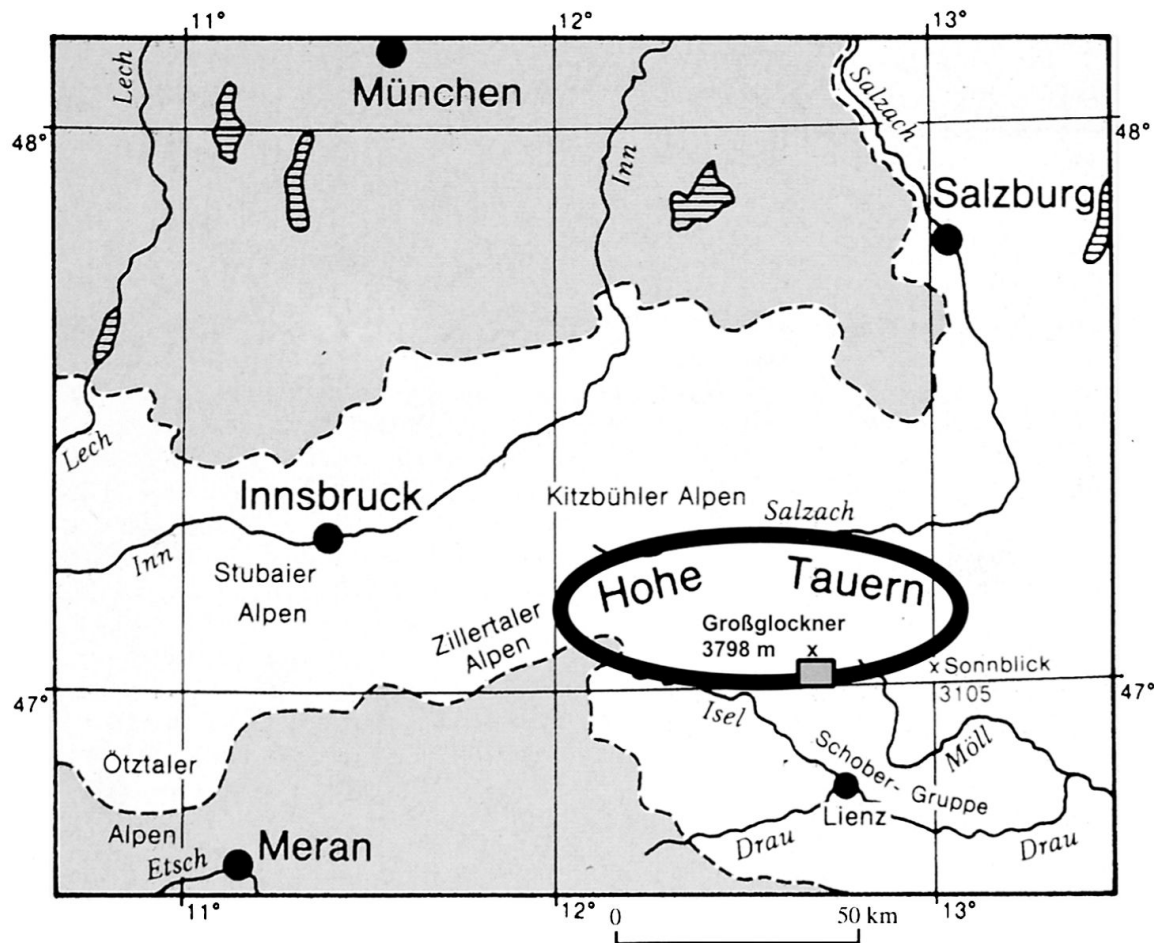 11° 12° 13°
Lech
München
Salzach
48° 48°
Inn
Salzburg
Lech
Innsbruck
Kitzbühler Alpen
Salzach
Inn
Stubaier
Alpen
Hohe Tauern
Zillertaler
Alpen
Großglockner
3798 m x
x Sonnblick
3105
47° 47°
Isel
Möll
Ötztaler
Alpen
Schober-Gruppe
Lienz
Meran
Etsch
Drau
Drau
11° 12° 13°
0 50 km